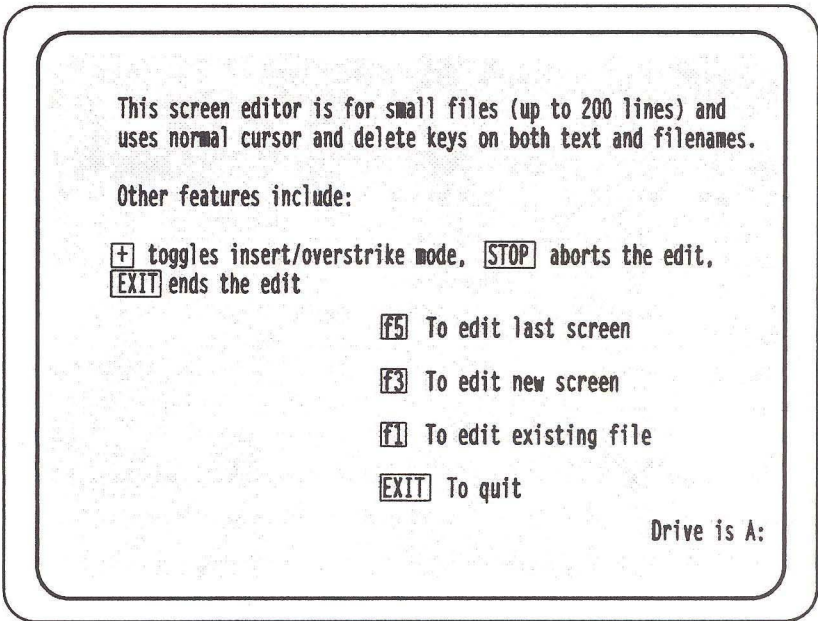 This screen editor is for small files (up to 200 lines) and
uses normal cursor and delete keys on both text and filenames.
Other features include:
+ toggles insert/overstrike mode, STOP aborts the edit,
EXIT ends the edit
f5 To edit last screen
f3 To edit new screen
f1 To edit existing file
EXIT To quit
Drive is A: